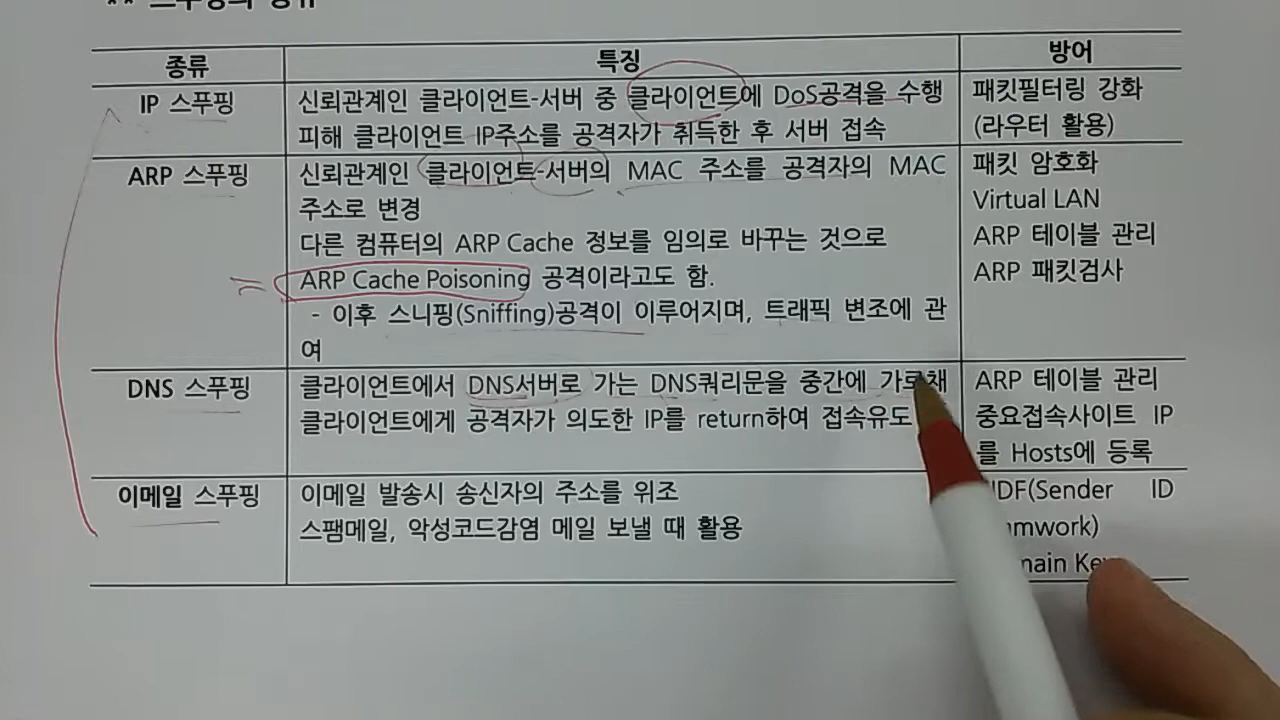 종류 특징 방어
IP 스푸핑 신뢰관계인 클라이언트-서버 중 클라이언트에 DoS공격을 수행 패킷필터링 강화
피해 클라이언트 IP주소를 공격자가 취득한 후 서버 접속 (라우터 활용)
ARP 스푸핑 신뢰관계인 클라이언트-서버의 MAC 주소를 공격자의 MAC 패킷 암호화
주소로 변경 Virtual LAN
다른 컴퓨터의 ARP Cache 정보를 임의로 바꾸는 것으로 ARP 테이블 관리
= ARP Cache Poisoning 공격이라고도 함. ARP 패킷검사
- 이후 스니핑(Sniffing)공격이 이루어지며, 트래픽 변조에 관
여
DNS 스푸핑 클라이언트에서 DNS서버로 가는 DNS쿼리문을 중간에 ARP 테이블 관리
클라이언트에게 공격자가 의도한 IP를 return하여 접속유도 중요접속사이트 IP
를 Hosts에 등록
이메일 스푸핑 이메일 발송시 송신자의 주소를 위조 (Sender ID
스팸메일, 악성코드감염 메일 보낼 때 활용